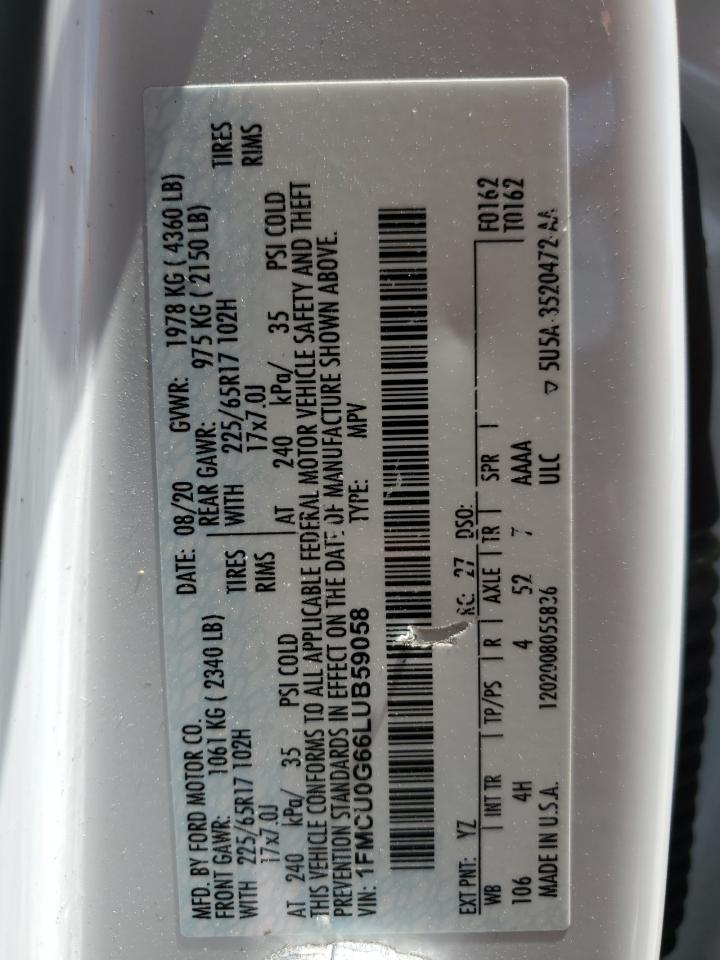 MFD. BY FORD MOTOR CO. DATE: 08/20 GVWR: 1978 KG ( 4360 LB)
FRONT GAWR: 1061 KG ( 2340 LB) REAR GAWR: 975 KG ( 2150 LB)
WITH 225/65R17 102H TIRES WITH 225/65R17 102H TIRES
17x7.0J RIMS 17x7.0J RIMS
AT 240 kPa/ 35 PSI COLD AT 240 kPa/ 35 PSI COLD
THIS VEHICLE CONFORMS TO ALL APPLICABLE FEDERAL MOTOR VEHICLE SAFETY AND THEFT
PREVENTION STANDARDS IN EFFECT ON THE DATE OF MANUFACTURE SHOWN ABOVE.
VIN: 1FMCU0G66LUB59058 TYPE: MPV
EXT PNT: YZ RC: 27 DSO: F0162
WB INT TR TP/PS R AXLE TR SPR T0162
106 4H 4 52 7 AAAA
MADE IN U.S.A. 1202008055836 ULC ▽ 5U5A-3520472-AA